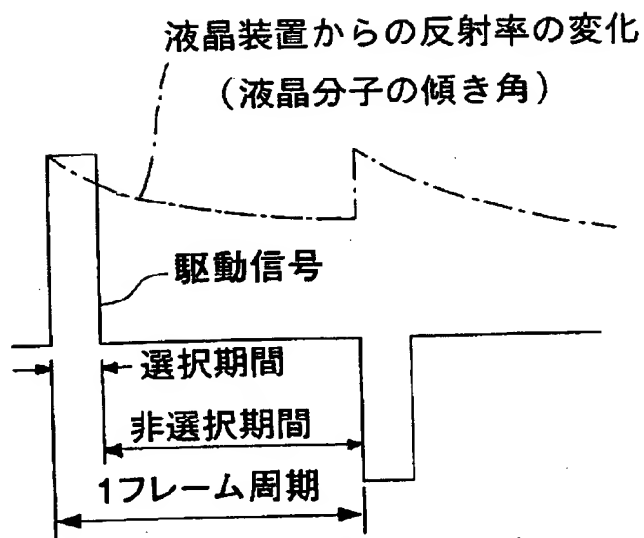 液晶装置からの反射率の変化
（液晶分子の傾き角）
駆動信号
選択期間
非選択期間
1フレーム周期